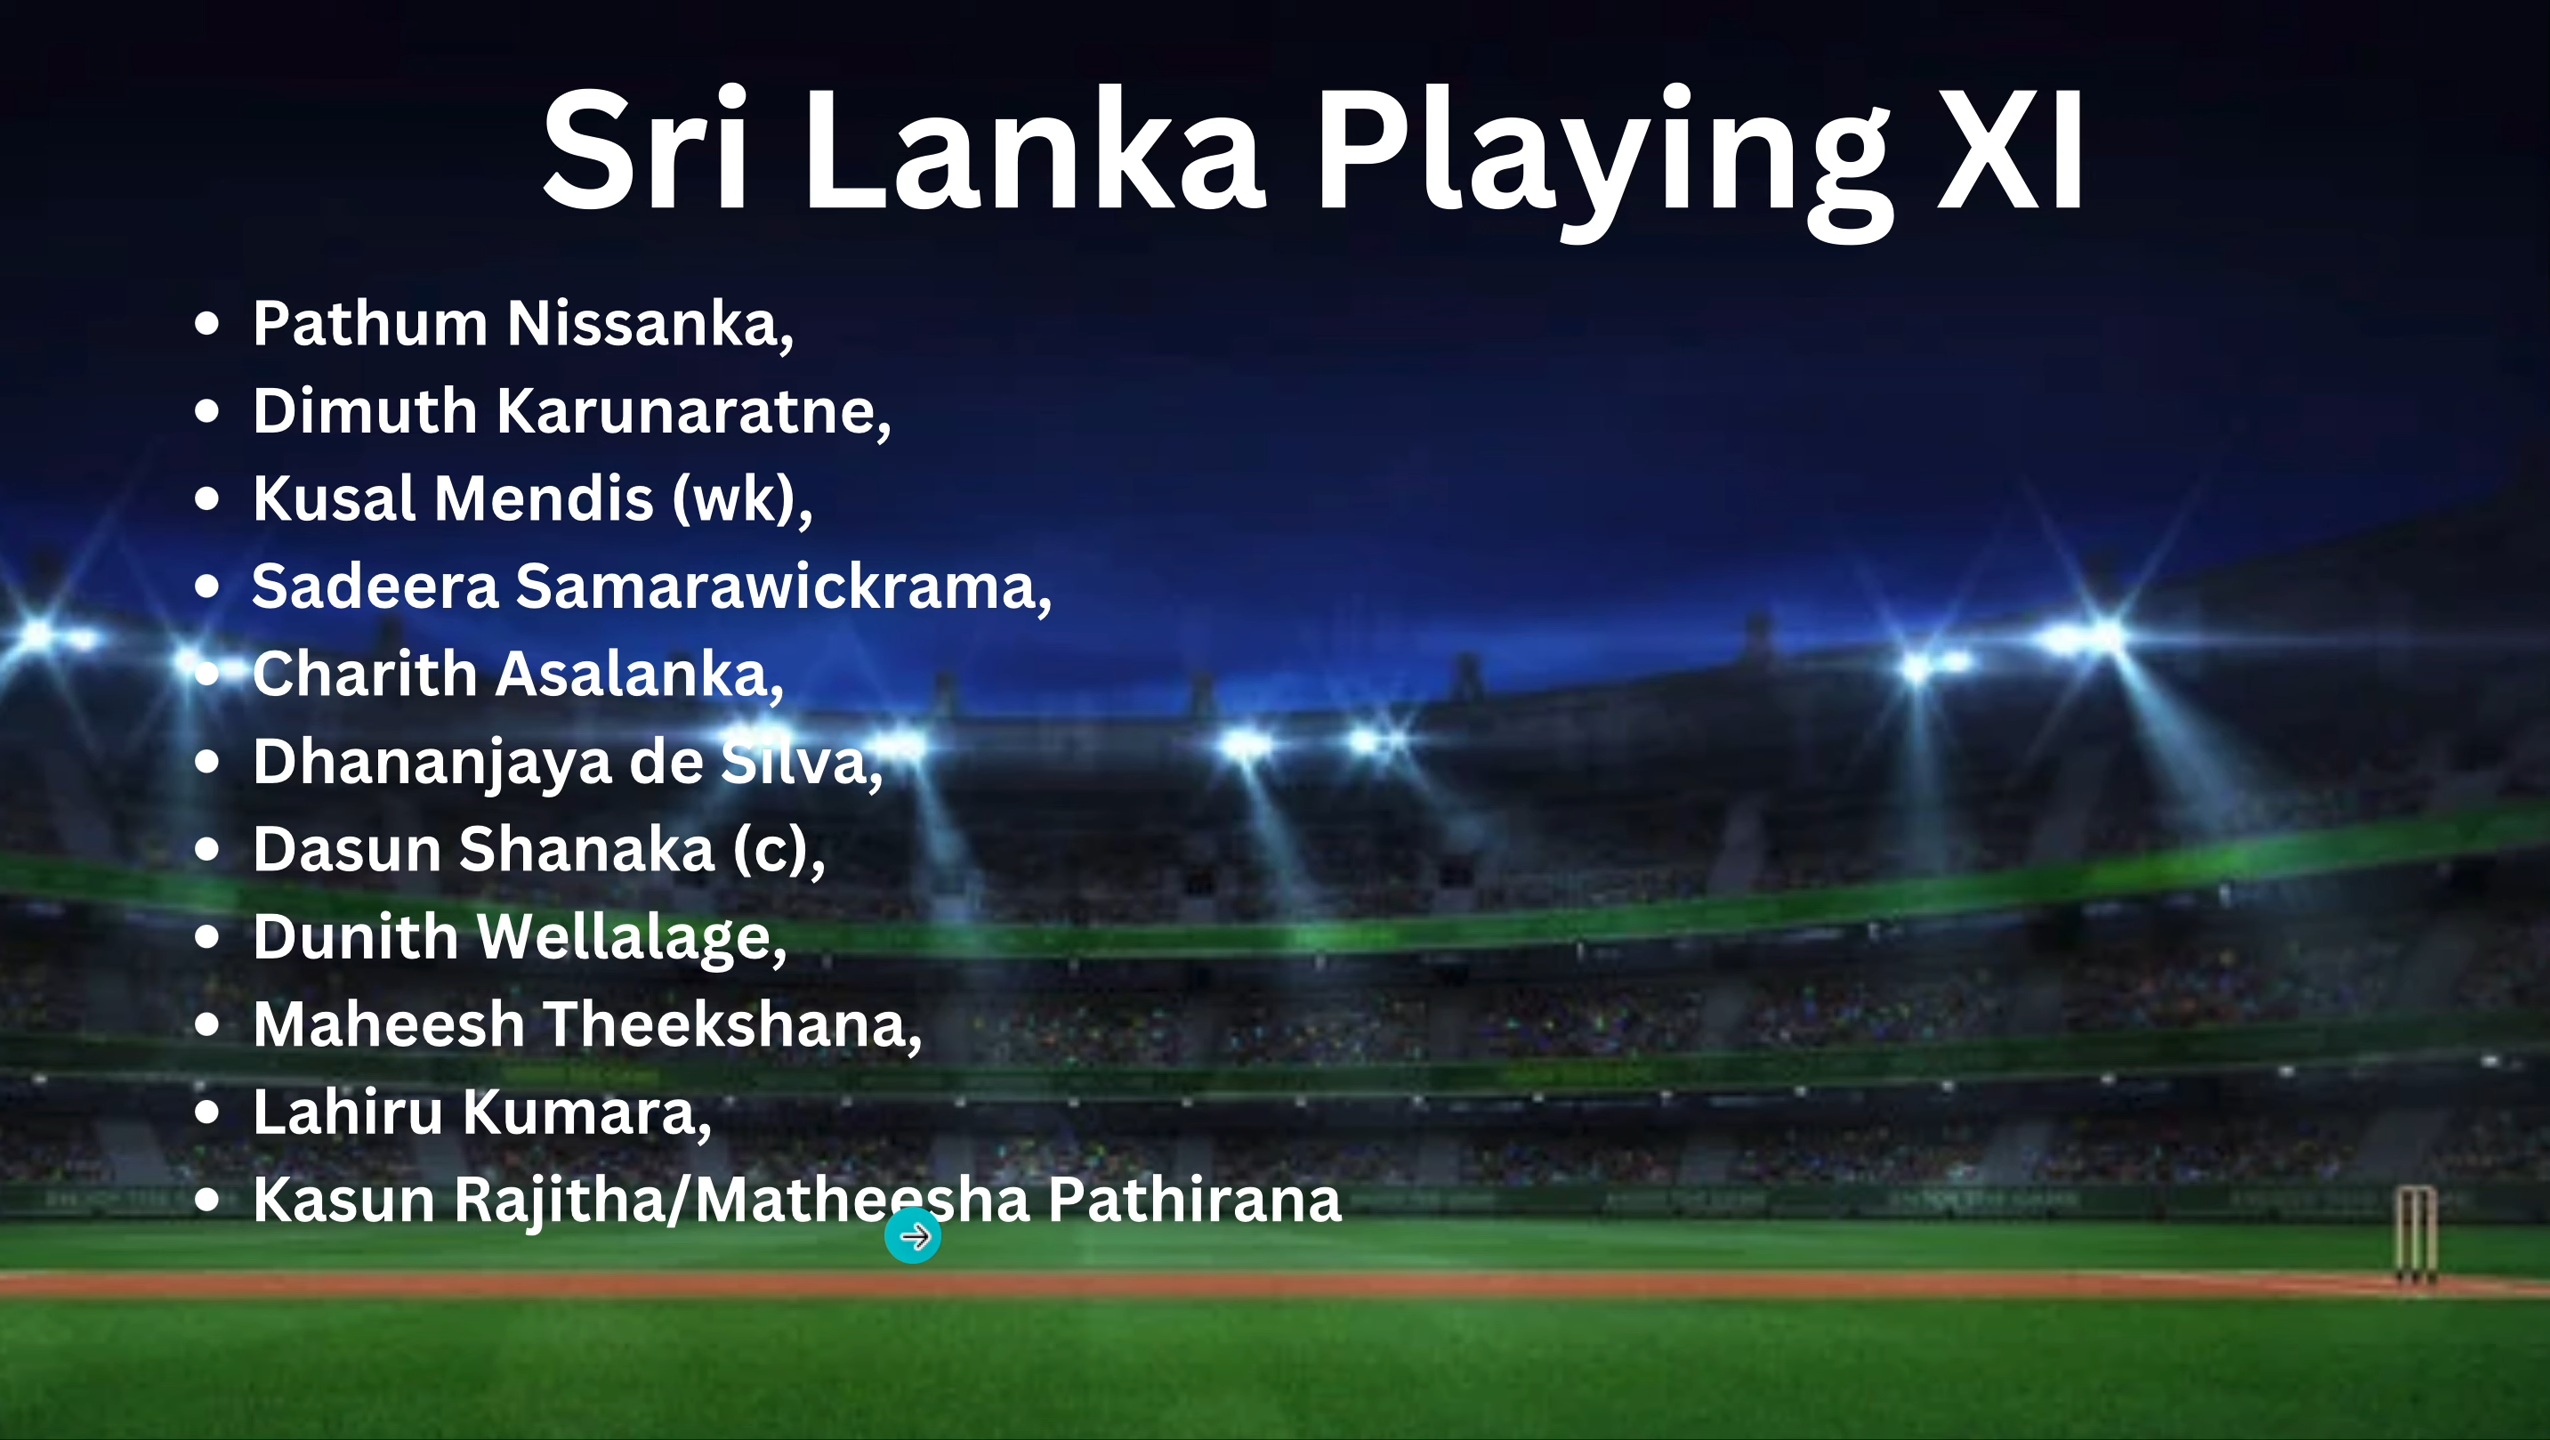 Sri Lanka Playing XI
• Pathum Nissanka,
• Dimuth Karunaratne,
• Kusal Mendis (wk),
• Sadeera Samarawickrama,
• Charith Asalanka,
• Dhananjaya de Silva,
• Dasun Shanaka (c),
• Dunith Wellalage,
• Maheesh Theekshana,
• Lahiru Kumara,
• Kasun Rajitha/Matheesha Pathirana